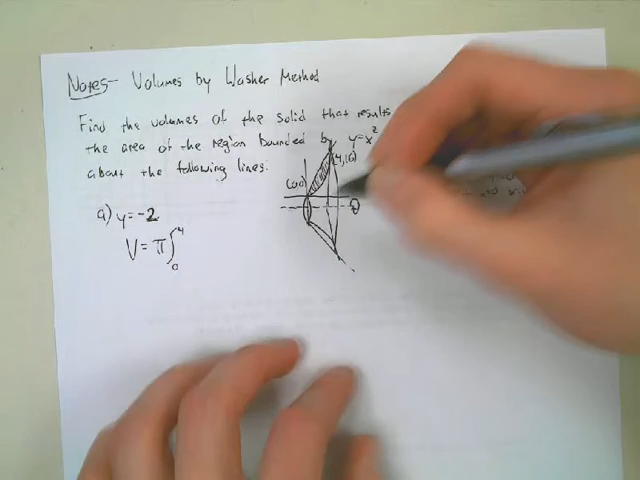 Notes- Volumes by Washer Method
Find the volumes of the solid that results
the area of the region bounded by y=x²
about the following lines.
(0,0)
(4,16)
a) y=-2
V=π∫₀⁴